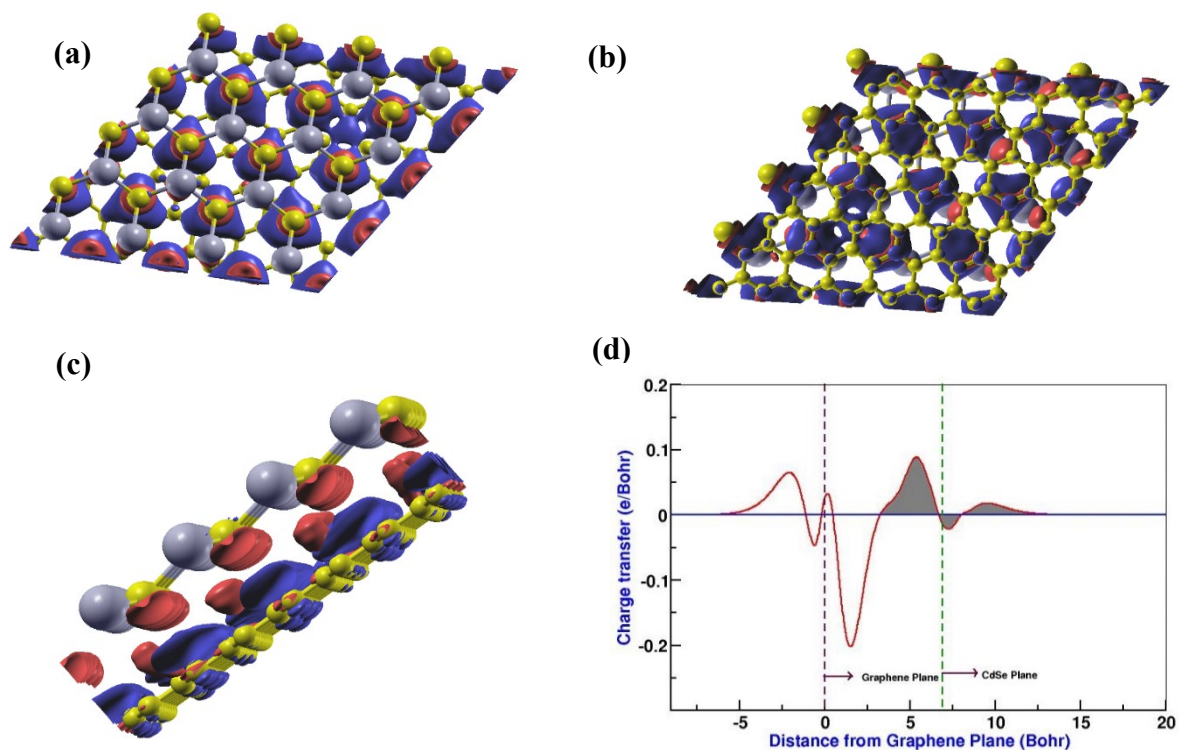 (a)
(b)
(c)
(d)
0.2
0.1
0
-0.1
-0.2
Charge transfer (e/Bohr)
Graphene Plane
CdSe Plane
-5
0
5
10
15
20
Distance from Graphene Plane (Bohr)